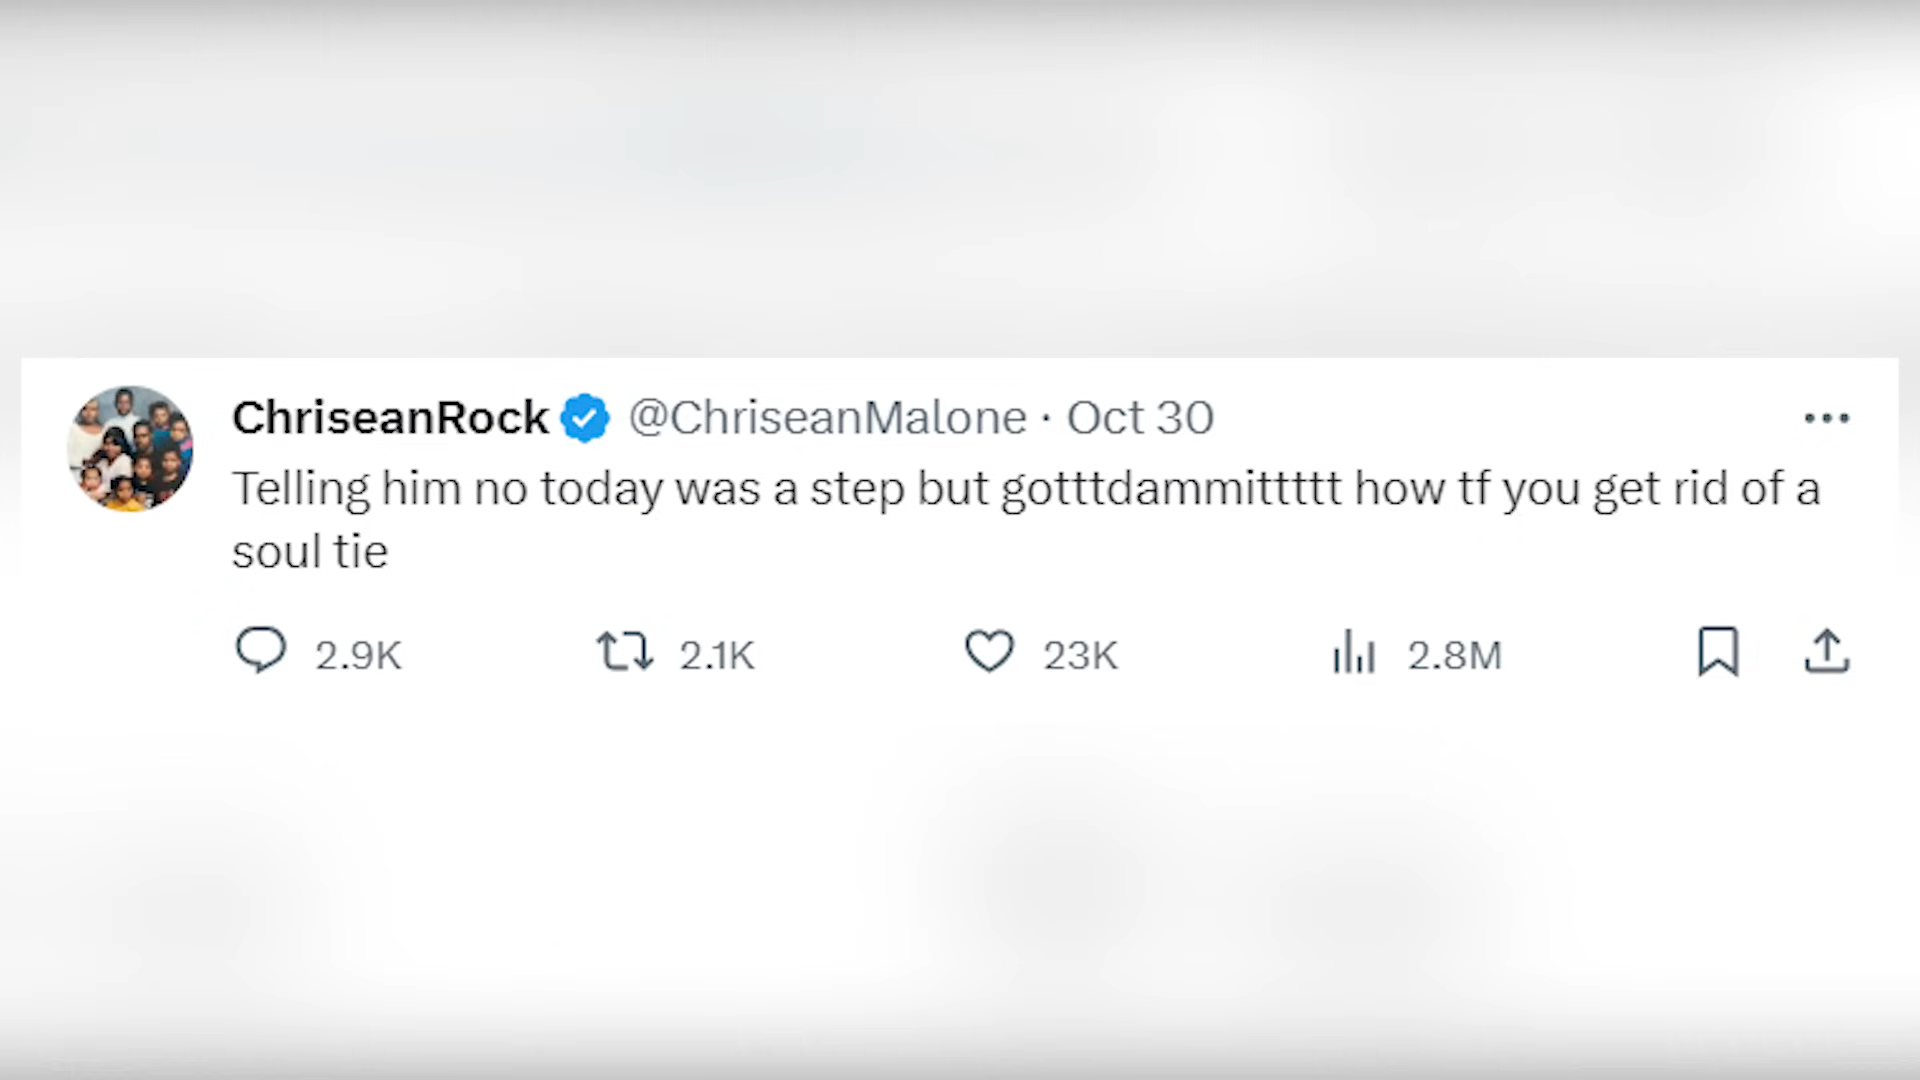 ChriseanRock @ChriseanMalone · Oct 30
Telling him no today was a step but gotttdammittttt how tf you get rid of a
soul tie
2.9K 2.1K 23K 2.8M